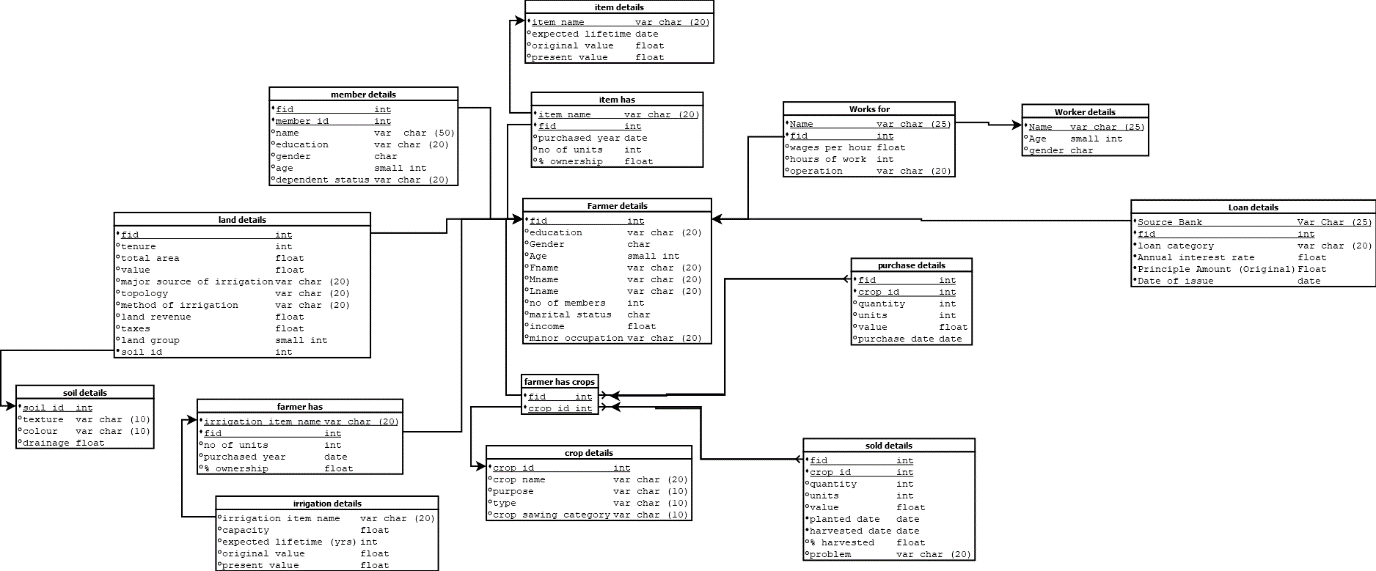 item details
item name var char (20)
expected lifetime date
original value float
present value float
member details
fid int
member id int
name var char (50)
education var char (20)
gender char
age small int
dependent status var char (20)
item has
item name var char (20)
fid int
purchased year date
no of units int
% ownership float
Works for
Name var char (25)
fid int
wages per hour float
hours of work int
operation var char (20)
Worker details
Name var char (25)
Age small int
gender char
land details
fid int
tenure int
total area float
value float
major source of irrigation var char (20)
topology var char (20)
method of irrigation var char (20)
land revenue float
taxes float
land group small int
soil id int
Farmer details
fid int
education var char (20)
Gender char
Age small int
Fname var char (20)
Mname var char (20)
Lname var char (20)
no of members int
marital status char
income float
minor occupation var char (20)
Loan details
Source Bank Var Char (25)
fid int
loan category var char (20)
Annual interest rate float
Principle Amount (Original) Float
Date of issue date
purchase details
fid int
crop id int
quantity int
units int
value float
purchase date date
soil details
soil id int
texture var char (10)
colour var char (10)
drainage float
farmer has
irrigation item name var char (20)
fid int
no of units int
purchased year date
% ownership float
farmer has crops
fid int
crop id int
irrigation details
irrigation item name var char (20)
capacity float
expected lifetime (yrs) int
original value float
present value float
crop details
crop id int
crop name var char (20)
purpose var char (10)
type var char (10)
crop sawing category var char (10)
sold details
fid int
crop id int
quantity int
units int
value float
planted date date
harvested date date
% harvested float
problem var char (20)